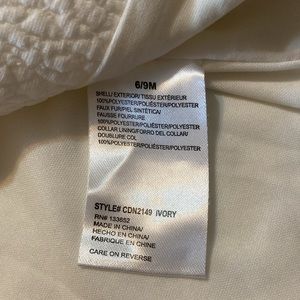 6/9M
SHELL/ EXTERIOR/ TISSU EXTÉRIEUR
100%POLYESTER/POLIÉSTER/POLYESTER
FAUX FUR/PIEL SINTÉTICA/
FAUSSE FOURRURE
100%POLYESTER/POLIÉSTER/POLYESTER
COLLAR LINING/FORRO DEL COLLAR/
DOUBLURE COL
100%POLYESTER/POLIÉSTER/POLYESTER
STYLE# CDN2149 IVORY
RN# 133652
MADE IN CHINA/
HECHO EN CHINA/
FABRIQUE EN CHINE
CARE ON REVERSE